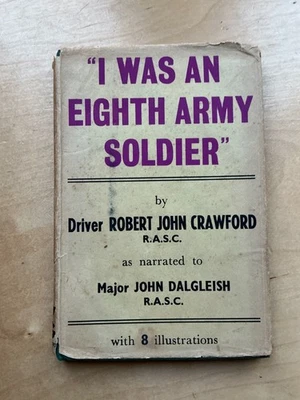 "I WAS AN
EIGHTH ARMY
SOLDIER"
by
Driver ROBERT JOHN CRAWFORD
R.A.S.C.
as narrated to
Major JOHN DALGLEISH
R.A.S.C.
with 8 illustrations